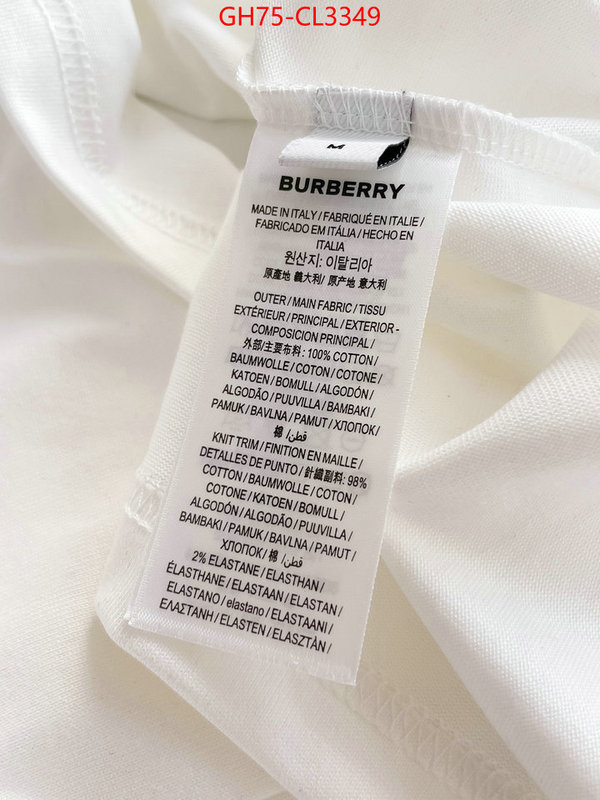 GH75-CL3349
M
BURBERRY
MADE IN ITALY / FABRIQUÉ EN ITALIE /
FABRICADO EM ITÁLIA / HECHO EN
ITALIA
원산지: 이탈리아
原產地 義大利/ 原产地 意大利
OUTER / MAIN FABRIC / TISSU
EXTÉRIEUR / PRINCIPAL / EXTERIOR -
COMPOSICION PRINCIPAL /
外部/主要布料: 100% COTTON /
BAUMWOLLE / COTON / COTONE /
KATOEN / BOMULL / ALGODÓN /
ALGODÃO / PUUVILLA / BAMBAKI /
PAMUK / BAVLNA / PAMUT / ХЛОПОК
棉 /قطن/
KNIT TRIM / FINITION EN MAILLE /
DETALLES DE PUNTO / 針織副料: 98%
COTTON / BAUMWOLLE / COTON /
COTONE / KATOEN / BOMULL /
ALGODÓN / ALGODÃO / PUUVILLA /
BAMBAKI / PAMUK / BAVLNA / PAMUT /
ХЛОПОК / 棉 /قطن/
2% ELASTANE / ELASTHAN /
ÉLASTHANE / ELASTAAN / ELASTAN /
ELASTANO / elastano / ELASTAANI /
ΕΛΑΣΤΑΝΗ / ELASTEN / ELASZTÀN /